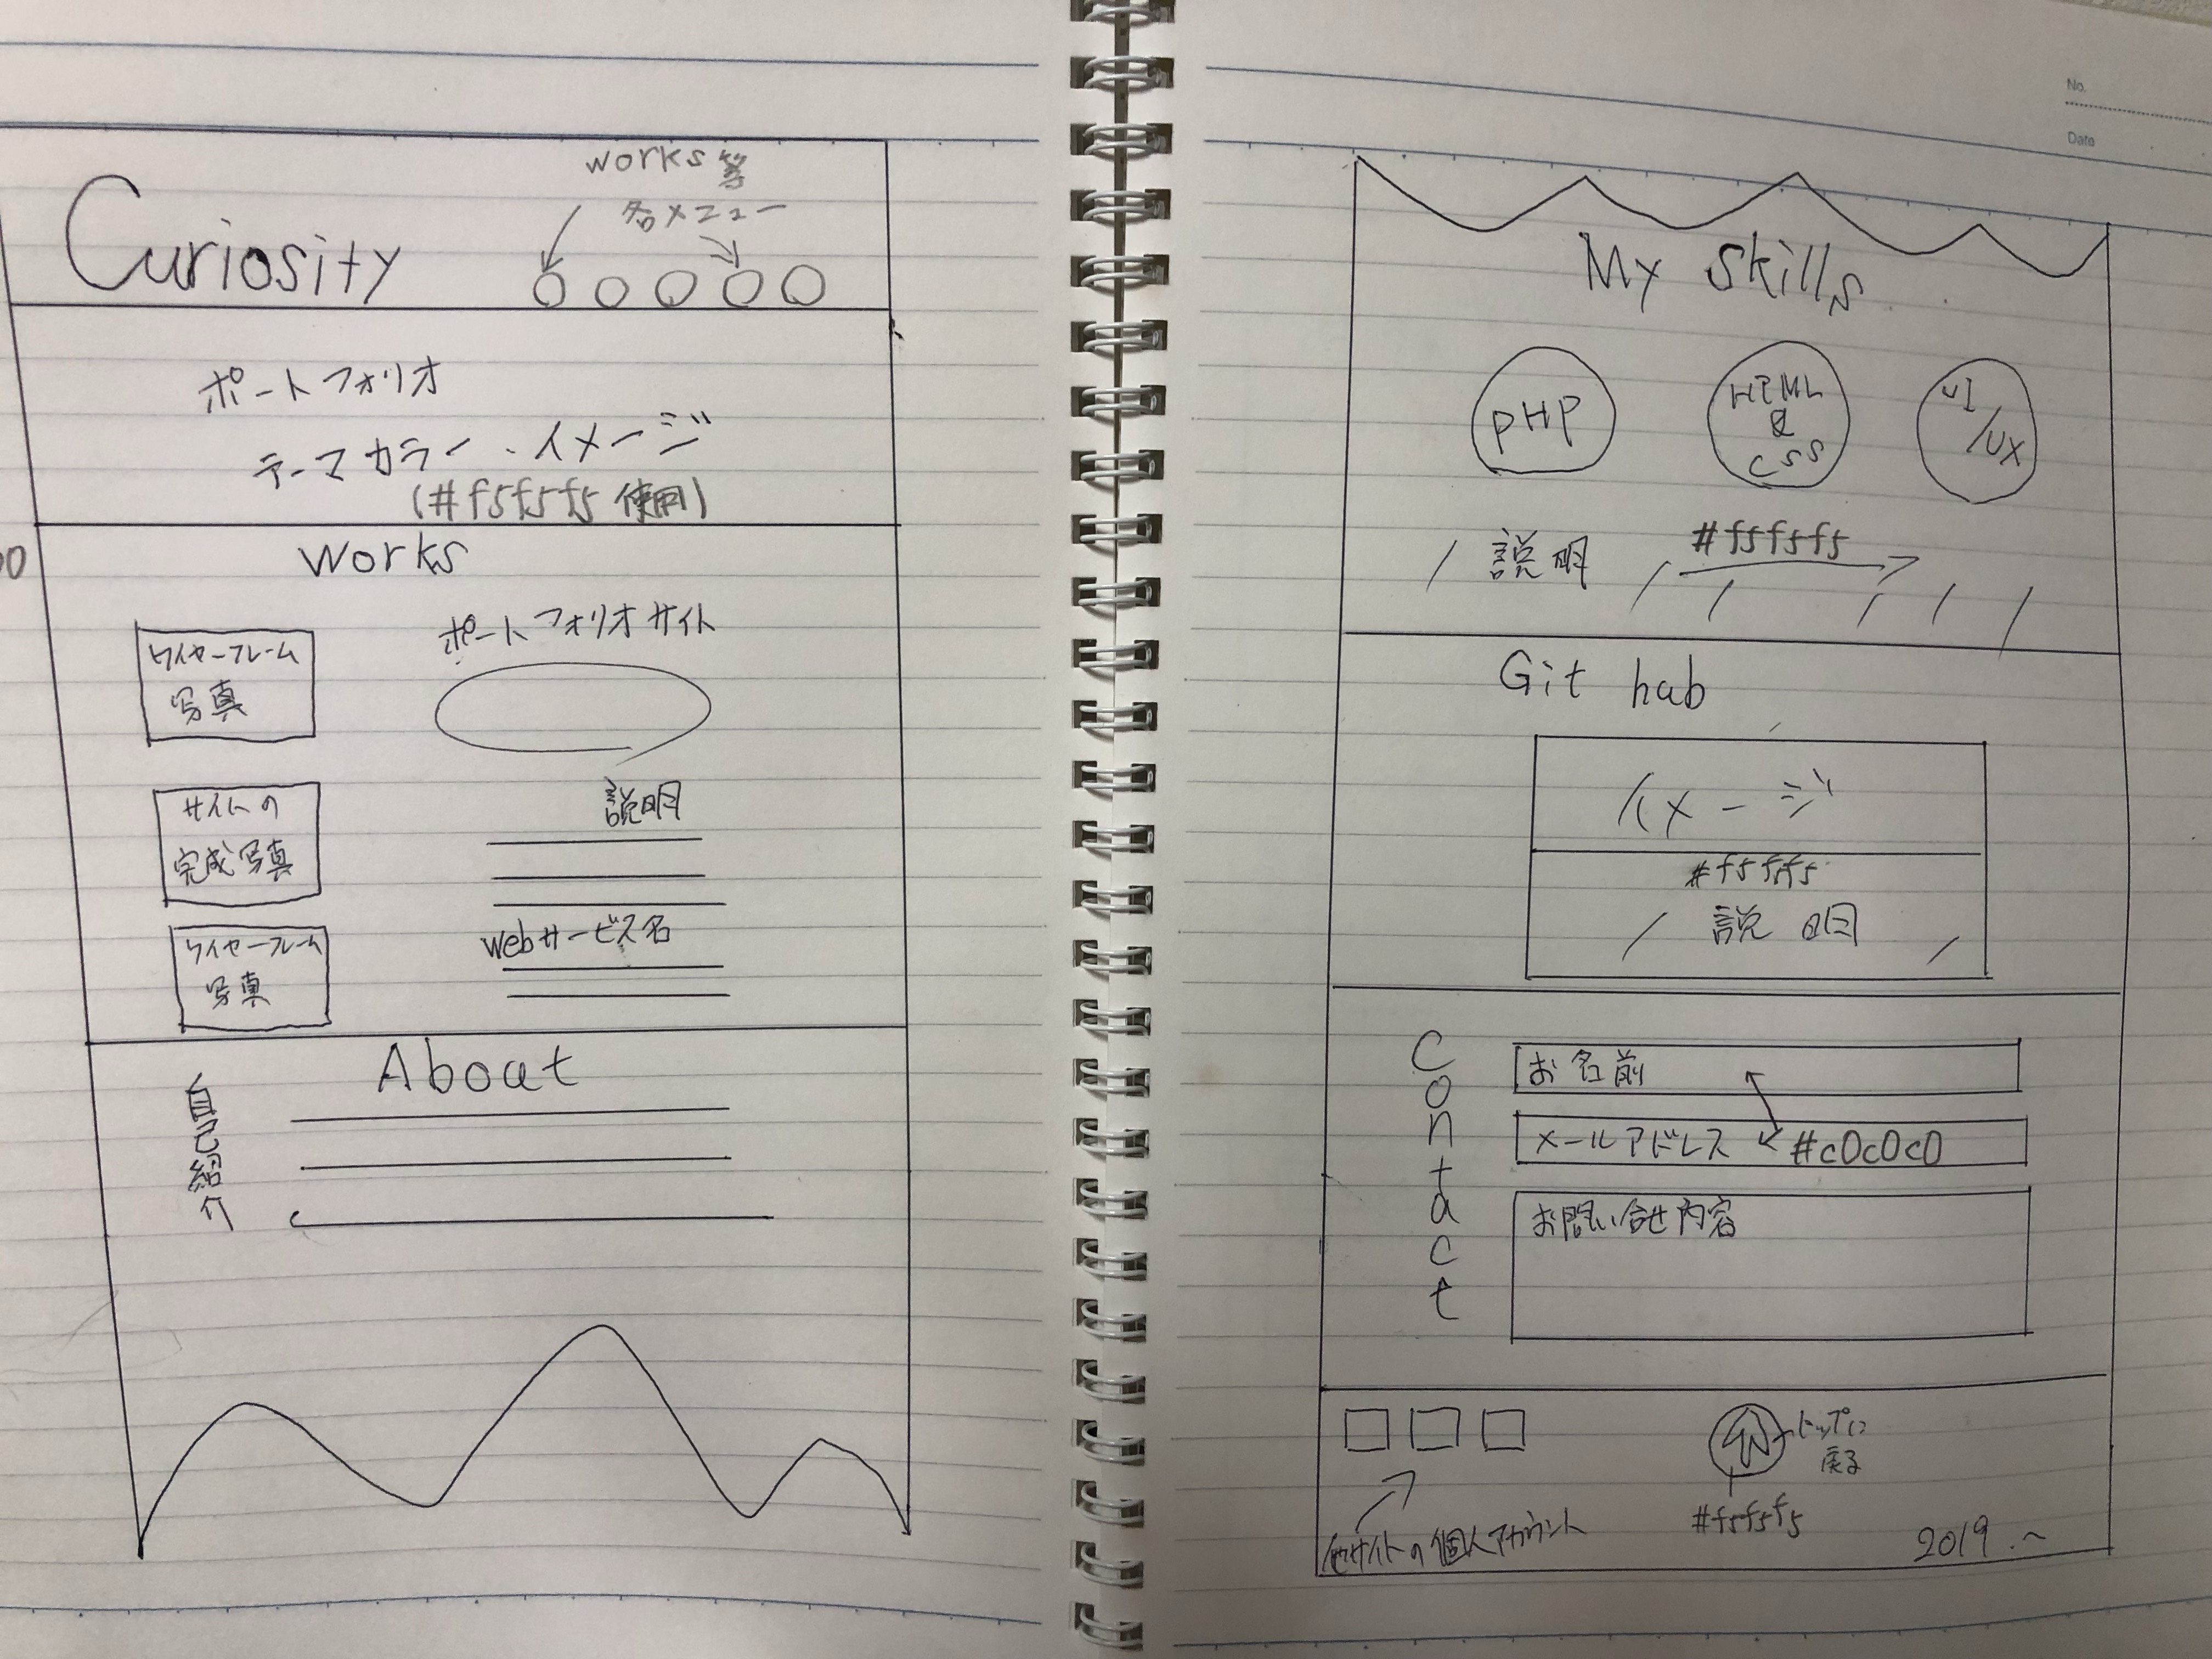 works 等
各メニュー
Curiosity
ポートフォリオ
テーマカラー・イメージ
(#f5f5f5 使用)
works
ワイヤーフレーム
写真
ポートフォリオサイト
サイトの
完成写真
説明
ワイヤーフレーム
写真
webサービス名
About
自己紹介
No.
Date
My skills
PHP
HTML
&
CSS
UI
/UX
説明
#f5f5f5
Git hab
イメージ
#f5f5f5
説明
Contact
お名前
メールアドレス
#c0c0c0
お問い合せ内容
トップに
戻る
#f5f5f5
他サイトの個人アカウント
2019.~